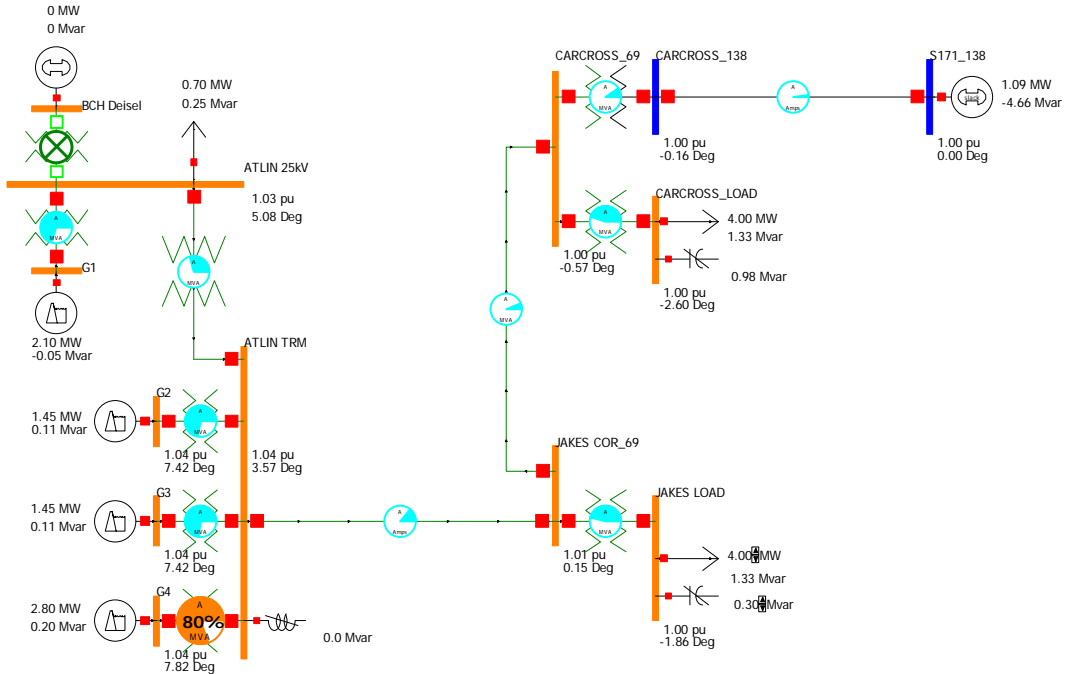 0 MW
0 Mvar
BCH Deisel
0.70 MW
0.25 Mvar
ATLIN 25kV
1.03 pu
5.08 Deg
A
MVA
G1
2.10 MW
-0.05 Mvar
A
MVA
ATLIN TRM
1.04 pu
3.57 Deg
G2
1.45 MW
0.11 Mvar
A
MVA
1.04 pu
7.42 Deg
G3
1.45 MW
0.11 Mvar
A
MVA
1.04 pu
7.42 Deg
G4
2.80 MW
0.20 Mvar
A
80%
MVA
1.04 pu
7.82 Deg
0.0 Mvar
A
Amps
CARCROSS_69
A
MVA
CARCROSS_138
1.00 pu
-0.16 Deg
A
Amps
S171_138
slack
1.09 MW
-4.66 Mvar
1.00 pu
0.00 Deg
CARCROSS_LOAD
A
MVA
4.00 MW
1.33 Mvar
0.98 Mvar
1.00 pu
-0.57 Deg
1.00 pu
-2.60 Deg
A
MVA
JAKES COR_69
A
MVA
1.01 pu
0.15 Deg
JAKES LOAD
4.00 MW
1.33 Mvar
0.30 Mvar
1.00 pu
-1.86 Deg